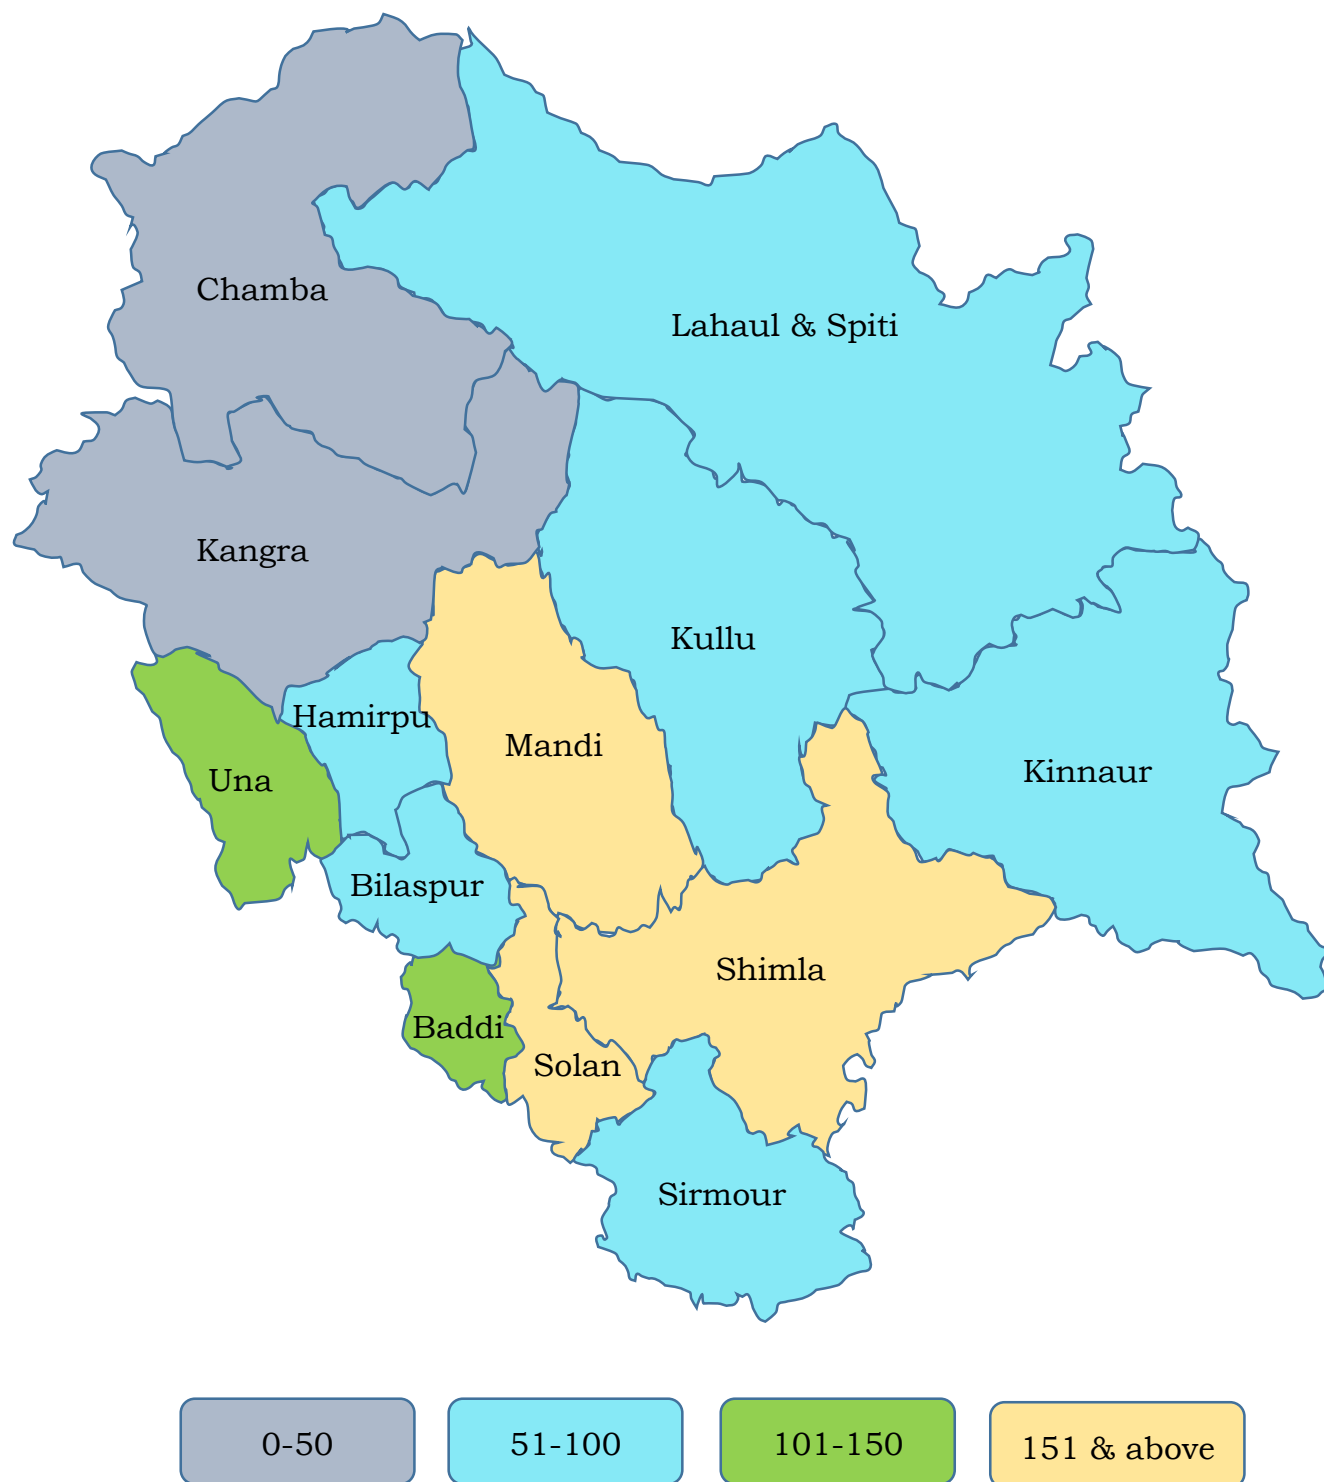 Chamba
Lahaul & Spiti
Kangra
Kullu
Hamirpu
Mandi
Una
Kinnaur
Bilaspur
Shimla
Baddi
Solan
Sirmour
0-50
51-100
101-150
151 & above